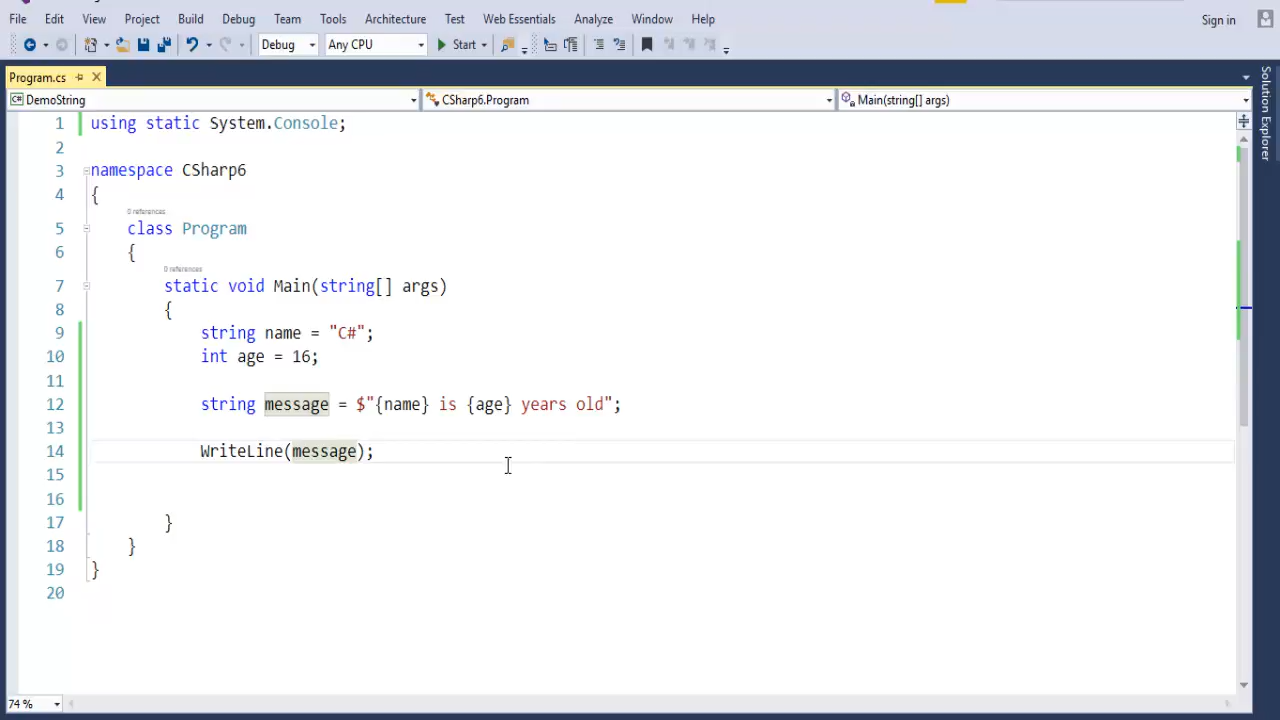 File Edit View Project Build Debug Team Tools Architecture Test Web Essentials Analyze Window Help Sign in
Debug Any CPU Start
Program.cs
DemoString CSharp6.Program Main(string[] args)
Solution Explorer
1 using static System.Console;
2
3 namespace CSharp6
4 {
0 references
5 class Program
6 {
0 references
7 static void Main(string[] args)
8 {
9 string name = "C#";
10 int age = 16;
11
12 string message = $"{name} is {age} years old";
13
14 WriteLine(message);
15
16
17 }
18 }
19 }
20
74 %